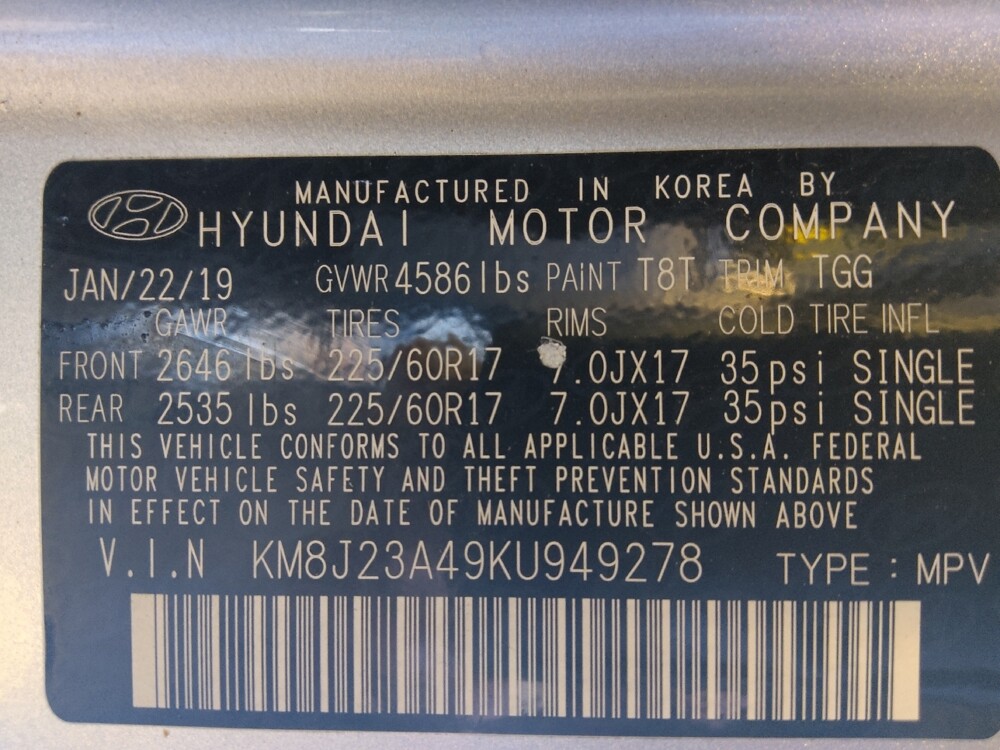 MANUFACTURED IN KOREA BY
HYUNDAI MOTOR COMPANY
JAN/22/19 GVWR 4586lbs PAINT T8T TRIM TGG
GAWR TIRES RIMS COLD TIRE INFL
FRONT 2646 lbs 225/60R17 7.0JX17 35psi SINGLE
REAR 2535 lbs 225/60R17 7.0JX17 35psi SINGLE
THIS VEHICLE CONFORMS TO ALL APPLICABLE U.S.A. FEDERAL
MOTOR VEHICLE SAFETY AND THEFT PREVENTION STANDARDS
IN EFFECT ON THE DATE OF MANUFACTURE SHOWN ABOVE
V.I.N KM8J23A49KU949278 TYPE : MPV